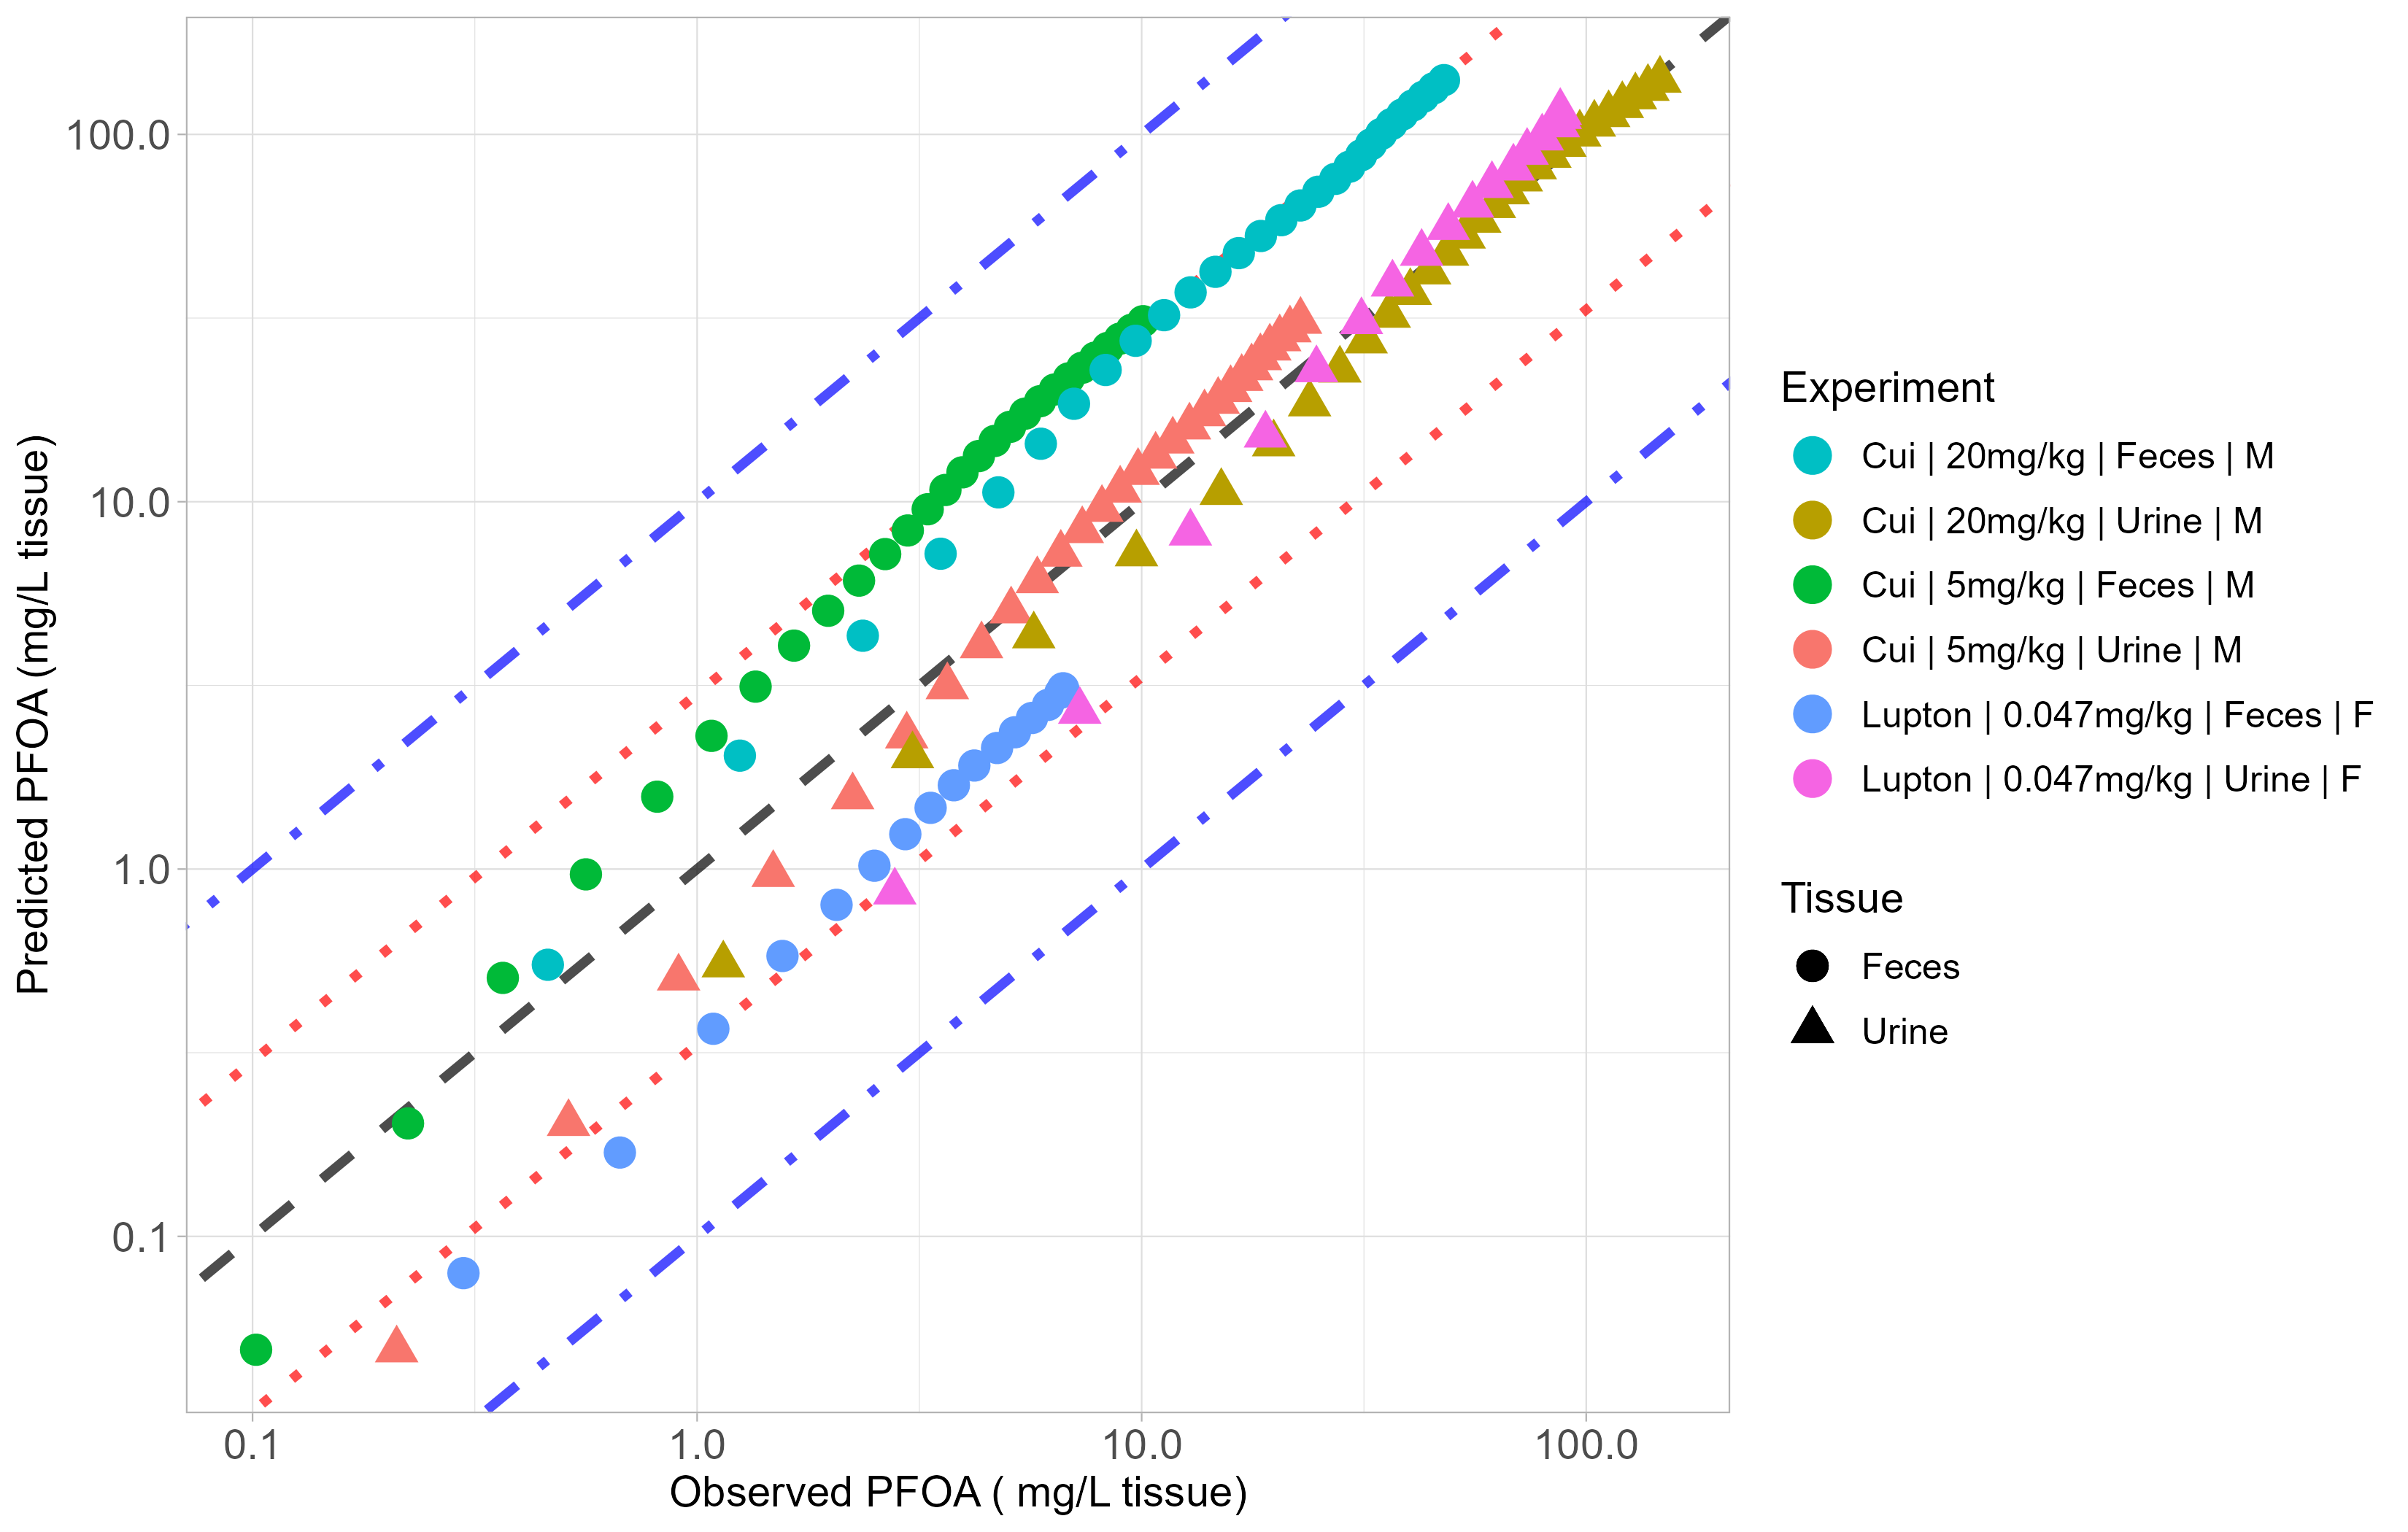 Predicted PFOA (mg/L tissue)
100.0
10.0
1.0
0.1
0.1
1.0
10.0
100.0
Observed PFOA ( mg/L tissue)
Experiment
Cui | 20mg/kg | Feces | M
Cui | 20mg/kg | Urine | M
Cui | 5mg/kg | Feces | M
Cui | 5mg/kg | Urine | M
Lupton | 0.047mg/kg | Feces | F
Lupton | 0.047mg/kg | Urine | F
Tissue
Feces
Urine